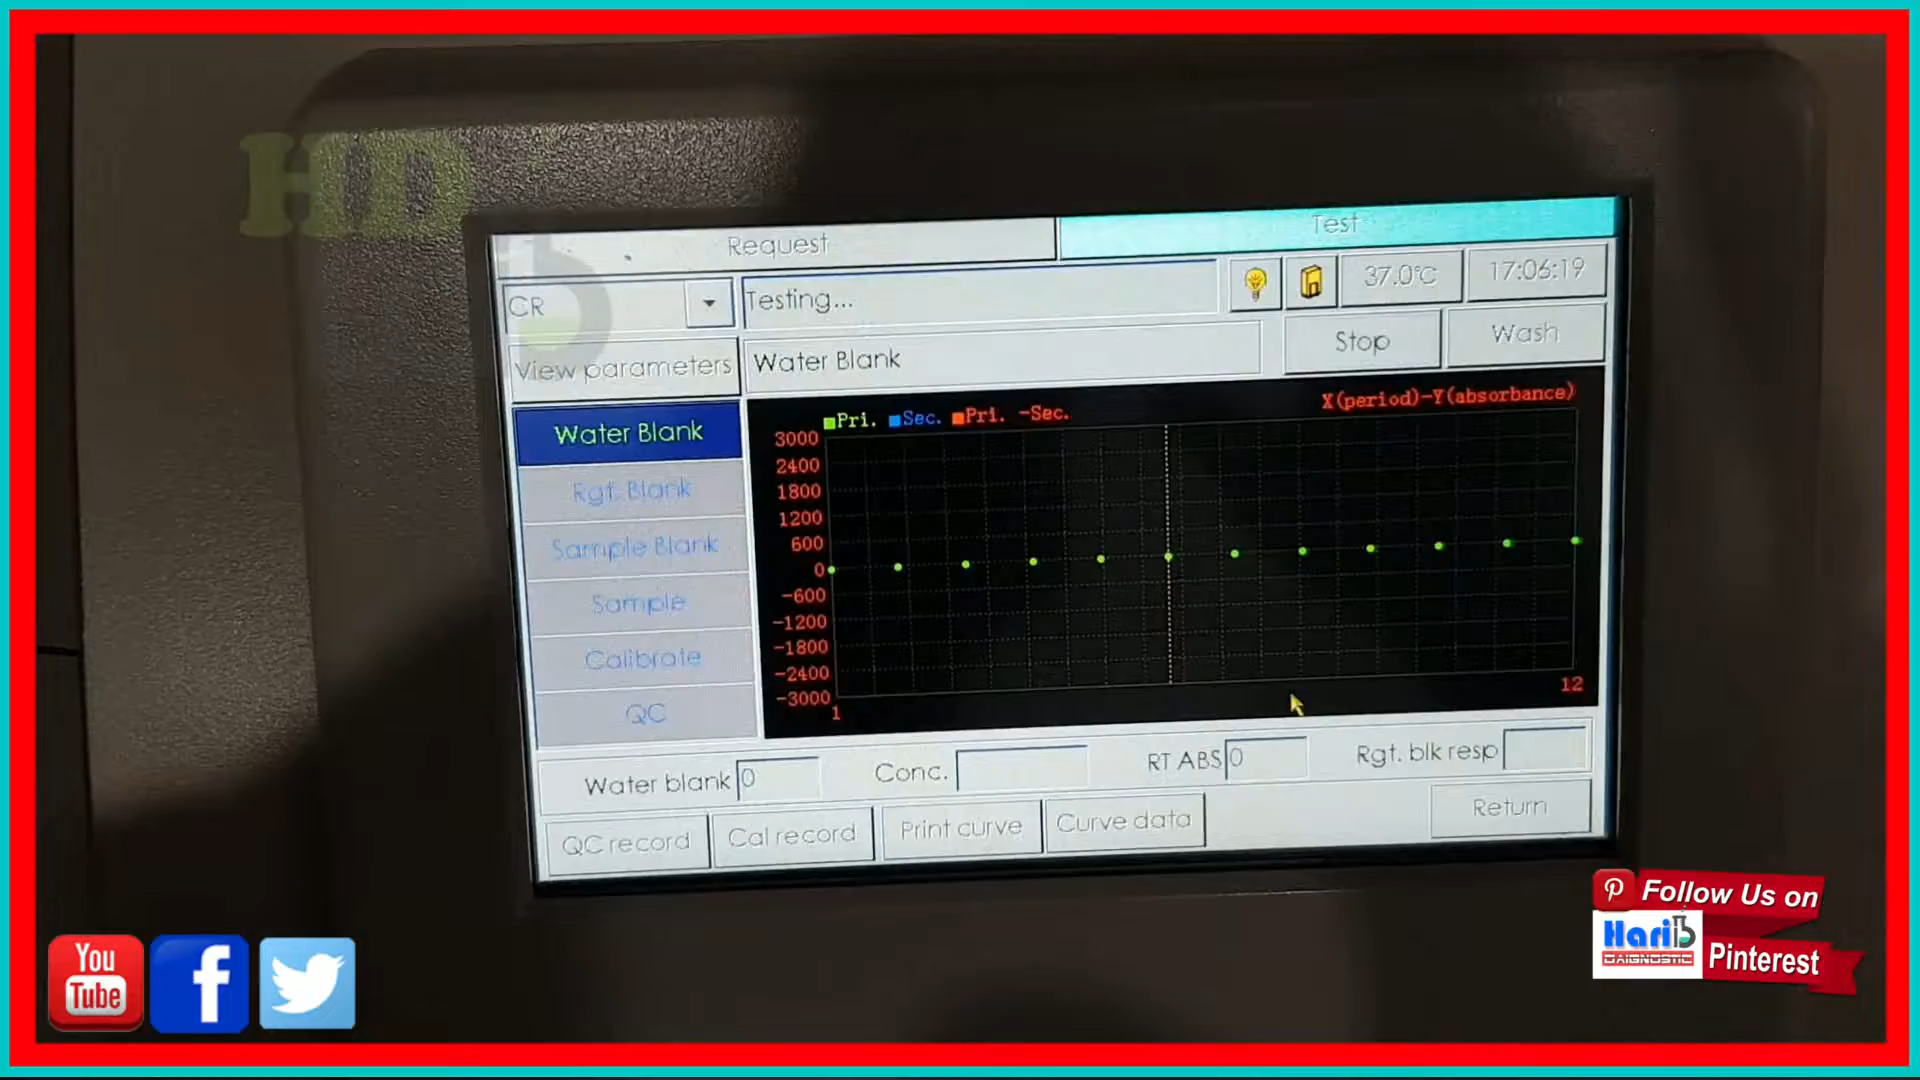 HD
Request
Test
CR
Testing...
37.0°C
17:06:19
View parameters
Water Blank
Stop
Wash
Water Blank
Rgt. Blank
Sample Blank
Sample
Calibrate
QC
Pri. Sec. Pri. -Sec.
X(period)-Y(absorbance)
3000
2400
1800
1200
600
0
-600
-1200
-1800
-2400
-3000
1
12
Water blank 0
Conc.
RT ABS 0
Rgt. blk resp
QC record
Cal record
Print curve
Curve data
Return
You
Tube
f
Follow Us on
Hari
DAIGNOSTIC
Pinterest